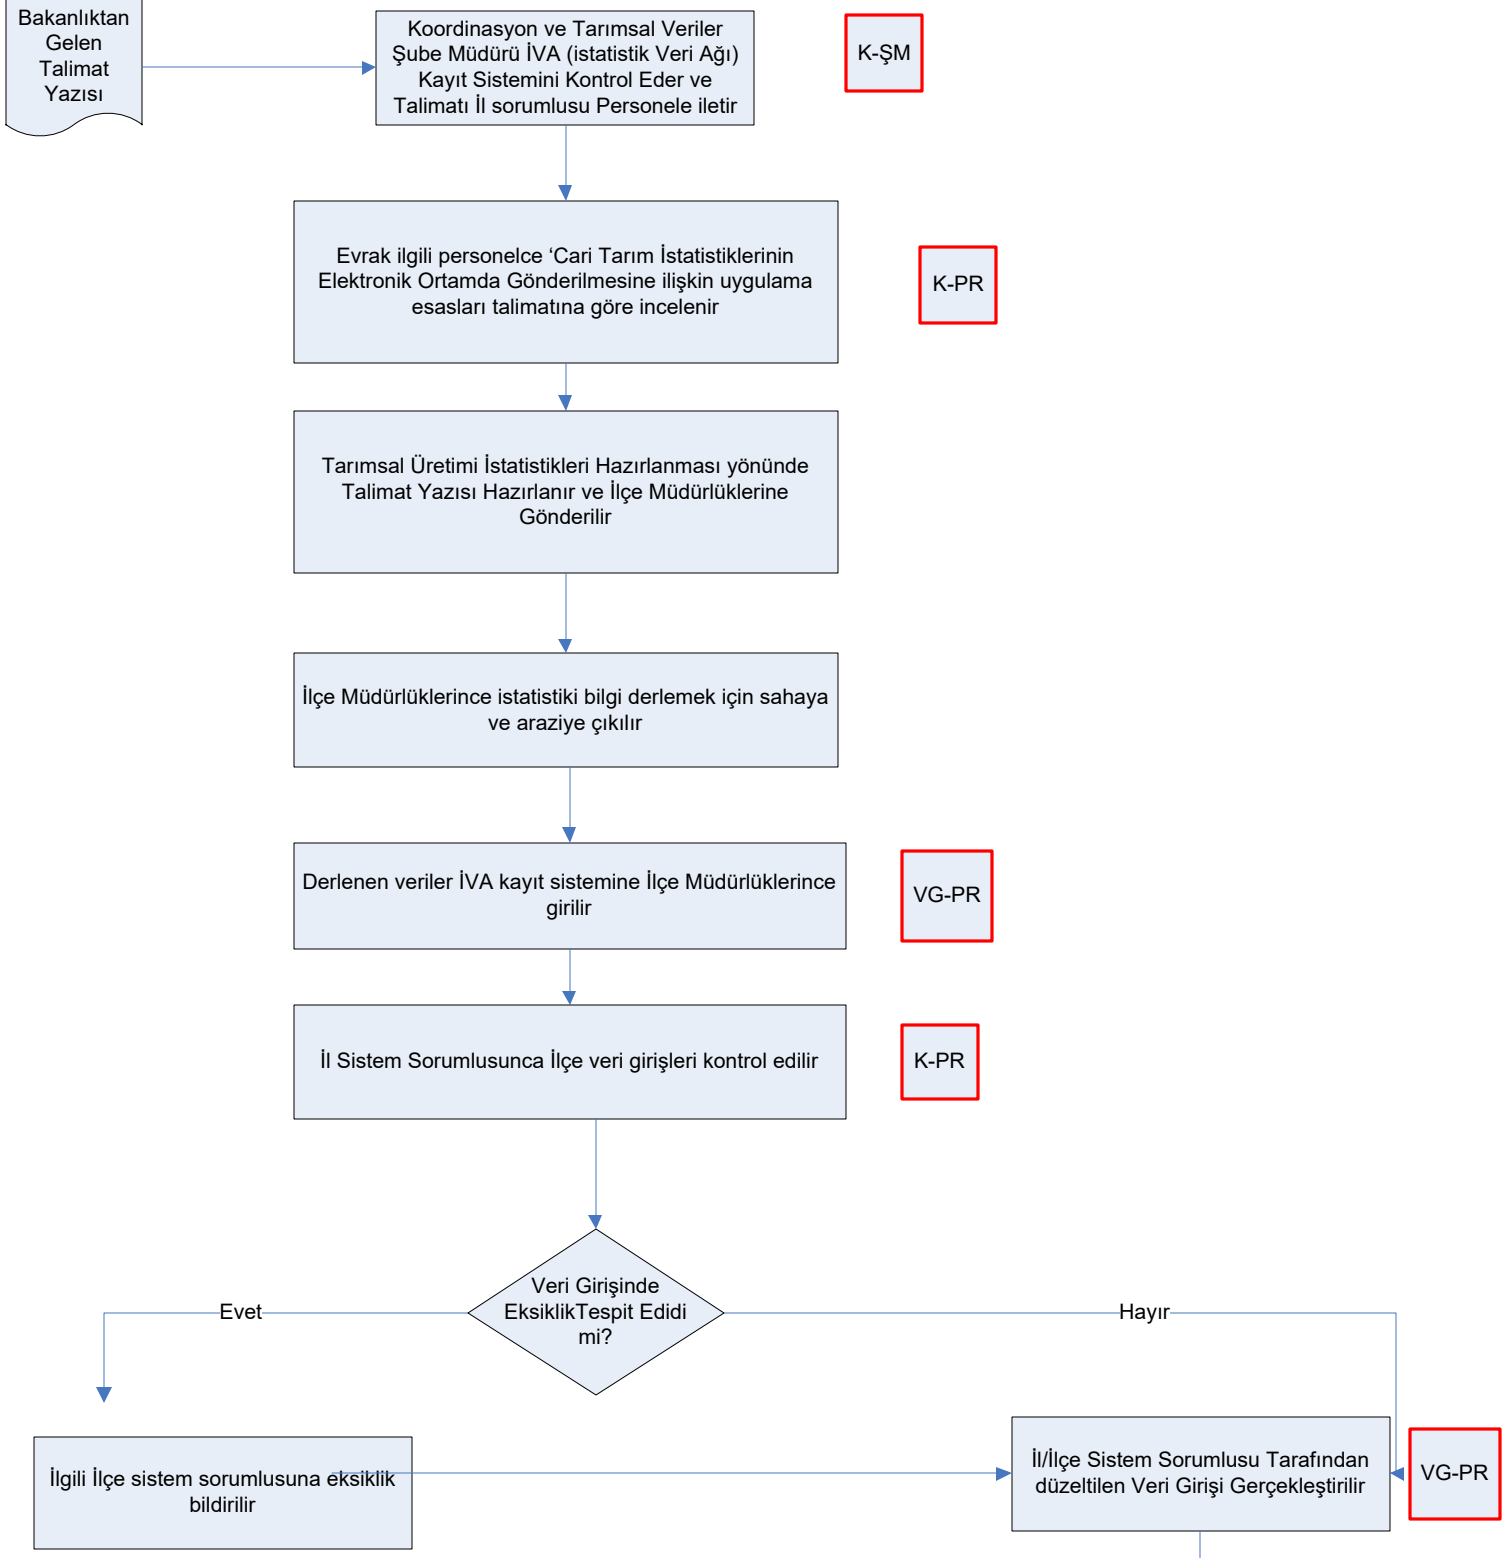 Bakanlıktan
Gelen
Talimat
Yazısı
Koordinasyon ve Tarımsal Veriler
Şube Müdürü İVA (istatistik Veri Ağı)
Kayıt Sistemini Kontrol Eder ve
Talimatı İl sorumlusu Personele iletir
K-ŞM
Evrak ilgili personelce ‘Cari Tarım İstatistiklerinin
Elektronik Ortamda Gönderilmesine ilişkin uygulama
esasları talimatına göre incelenir
K-PR
Tarımsal Üretimi İstatistikleri Hazırlanması yönünde
Talimat Yazısı Hazırlanır ve İlçe Müdürlüklerine
Gönderilir
İlçe Müdürlüklerince istatistiki bilgi derlemek için sahaya
ve araziye çıkılır
Derlenen veriler İVA kayıt sistemine İlçe Müdürlüklerince
girilir
VG-PR
İl Sistem Sorumlusunca İlçe veri girişleri kontrol edilir
K-PR
Veri Girişinde
EksiklikTespit Edidi
mi?
Evet
Hayır
İlgili İlçe sistem sorumlusuna eksiklik
bildirilir
İl/İlçe Sistem Sorumlusu Tarafından
düzeltilen Veri Girişi Gerçekleştirilir
VG-PR